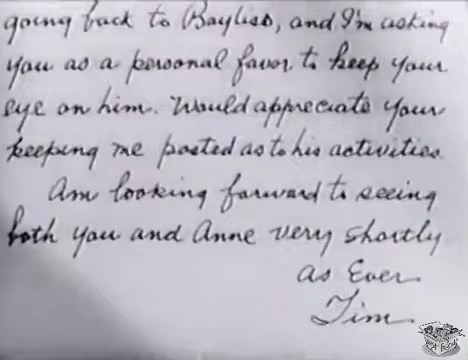 going back to Bayliss, and I'm asking
you as a personal favor to keep your
eye on him. Would appreciate your
keeping me posted as to his activities.
Am looking forward to seeing
both you and Anne very shortly
As Ever
Tim